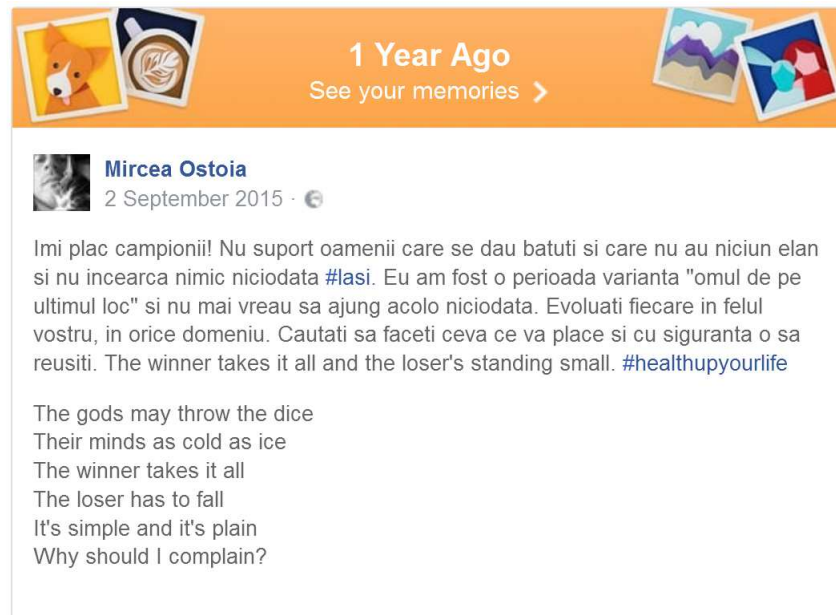 1 Year Ago
See your memories
Mircea Ostoia
2 September 2015 ·
Imi plac campionii! Nu suport oamenii care se dau batuti si care nu au niciun elan
si nu incearca nimic niciodata #Iasi. Eu am fost o perioada varianta "omul de pe
ultimul loc" si nu mai vreau sa ajung acolo niciodata. Evoluati fiecare in felul
vostru, in orice domeniu. Cautati sa faceti ceva ce va place si cu siguranta o sa
reusiti. The winner takes it all and the loser's standing small. #healthupyourlife
The gods may throw the dice
Their minds as cold as ice
The winner takes it all
The loser has to fall
It's simple and it's plain
Why should I complain?